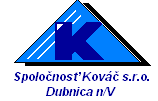 K
Spoločnosť Kováč s.r.o.
Dubnica n/V